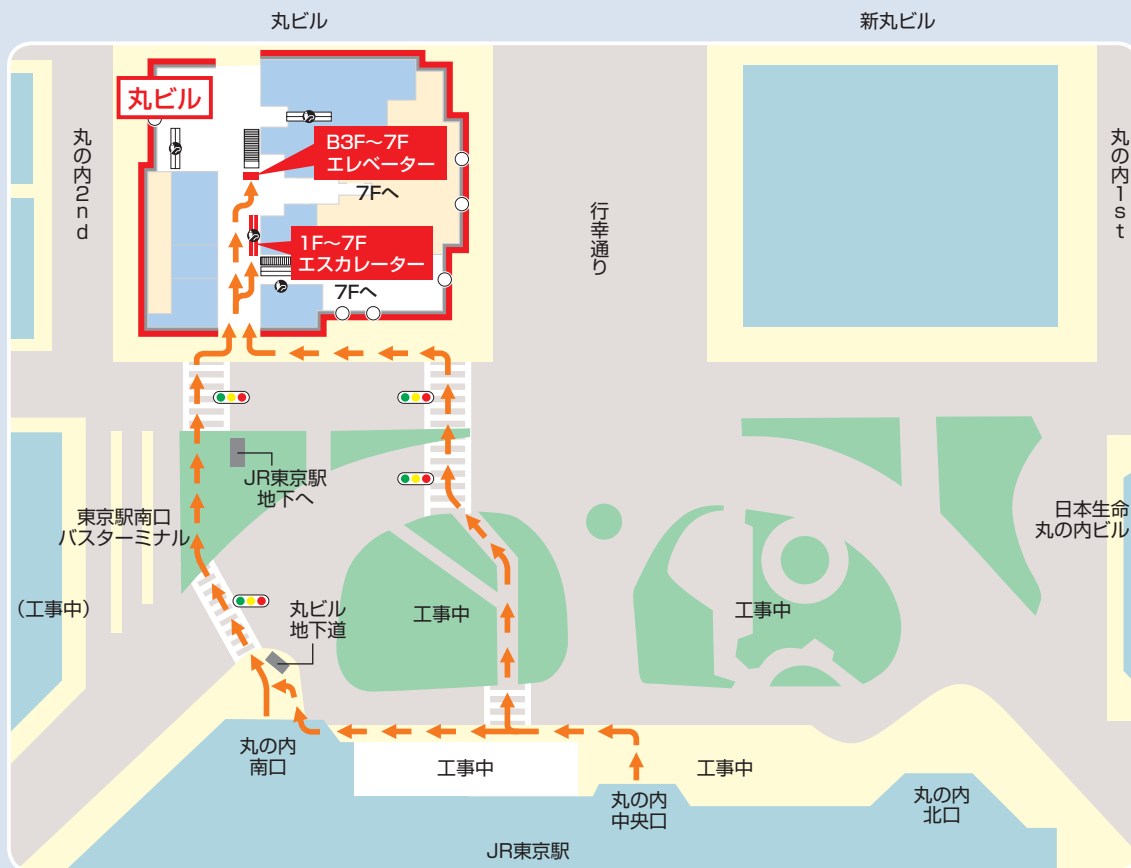 丸ビル
新丸ビル
丸ビル
B3F〜7F
エレベーター
7Fへ
1F〜7F
エスカレーター
7Fへ
丸の内2nd
行幸通り
丸の内1st
JR東京駅
地下へ
東京駅南口
バスターミナル
日本生命
丸の内ビル
（工事中）
丸ビル
地下道
工事中
工事中
丸の内
南口
工事中
工事中
丸の内
中央口
丸の内
北口
JR東京駅